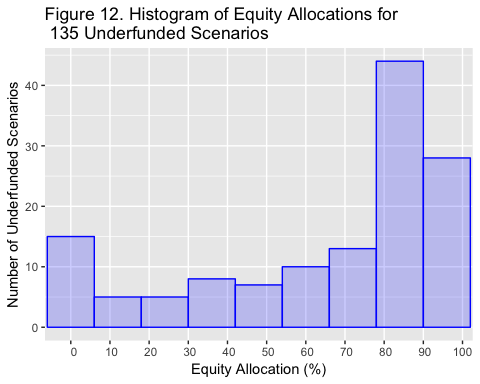 Figure 12. Histogram of Equity Allocations for
135 Underfunded Scenarios
Number of Underfunded Scenarios
40
30
20
10
0
0 10 20 30 40 50 60 70 80 90 100
Equity Allocation (%)